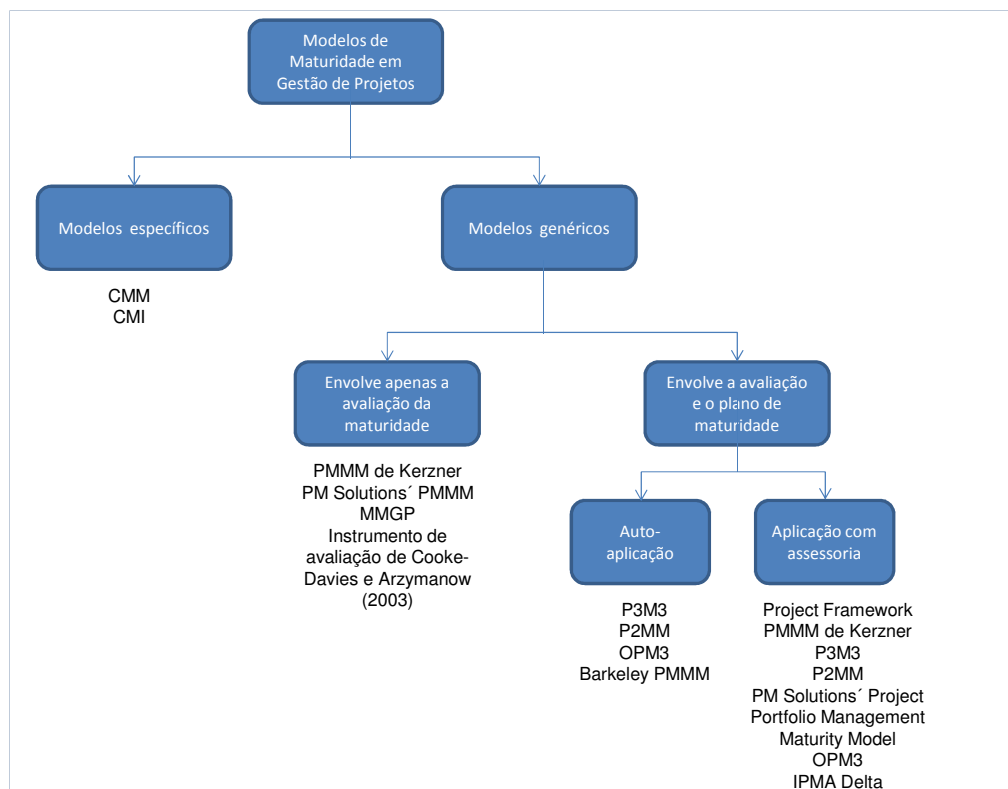 Modelos de
Maturidade em
Gestão de Projetos
Modelos específicos
Modelos genéricos
CMM
CMI
Envolve apenas a
avaliação da
maturidade
Envolve a avaliação
e o plano de
maturidade
PMMM de Kerzner
PM Solutions´ PMMM
MMGP
Instrumento de
avaliação de Cooke-
Davies e Arzymanow
(2003)
Auto-
aplicação
Aplicação com
assessoria
P3M3
P2MM
OPM3
Barkeley PMMM
Project Framework
PMMM de Kerzner
P3M3
P2MM
PM Solutions´ Project
Portfolio Management
Maturity Model
OPM3
IPMA Delta